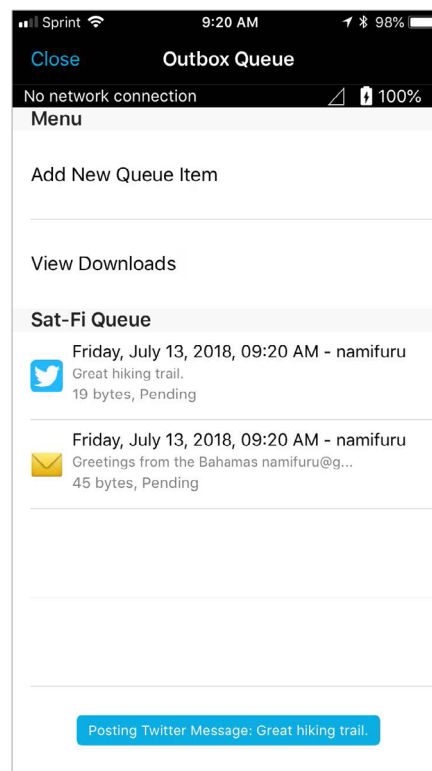 Sprint 9:20 AM 98%
Close Outbox Queue
No network connection 100%
Menu
Add New Queue Item
View Downloads
Sat-Fi Queue
Friday, July 13, 2018, 09:20 AM - namifuru
Great hiking trail.
19 bytes, Pending
Friday, July 13, 2018, 09:20 AM - namifuru
Greetings from the Bahamas namifuru@g...
45 bytes, Pending
Posting Twitter Message: Great hiking trail.